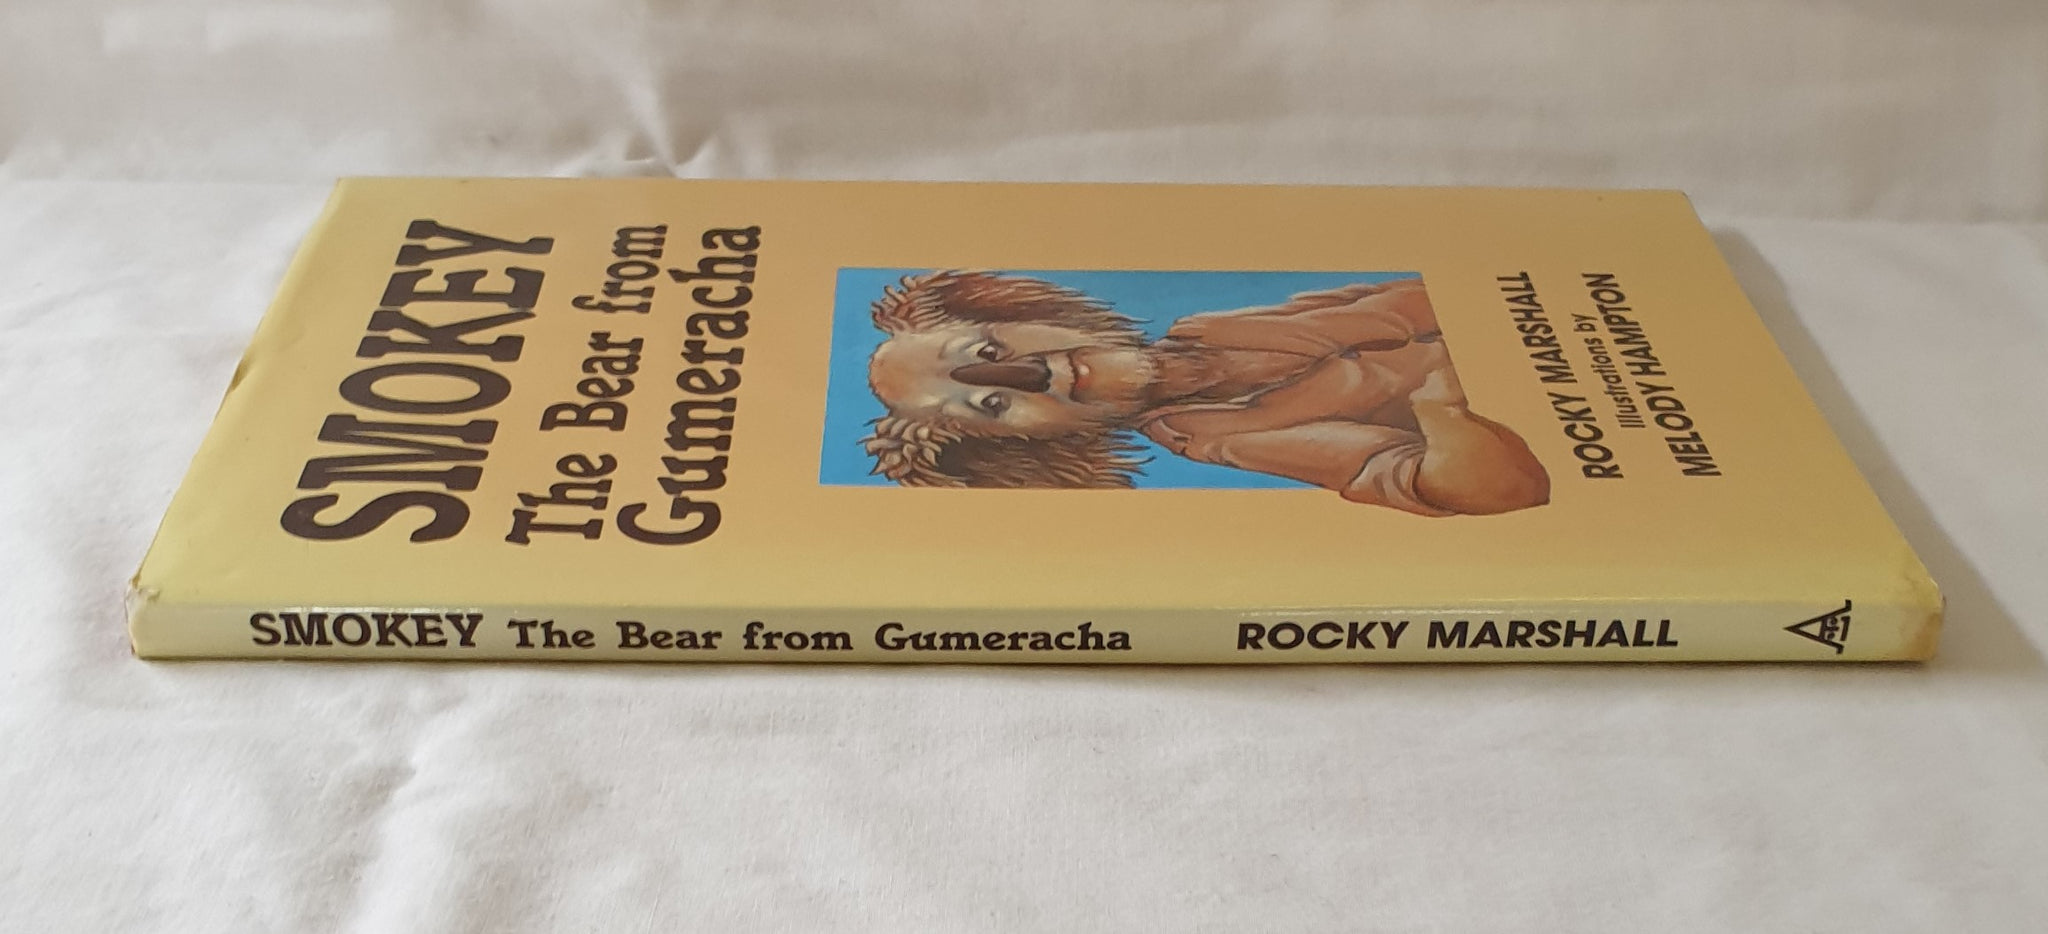 SMOKEY
The Bear from
Gumeracha
ROCKY MARSHALL
Illustrations by
MELODY HAMPTON
SMOKEY The Bear from Gumeracha ROCKY MARSHALL